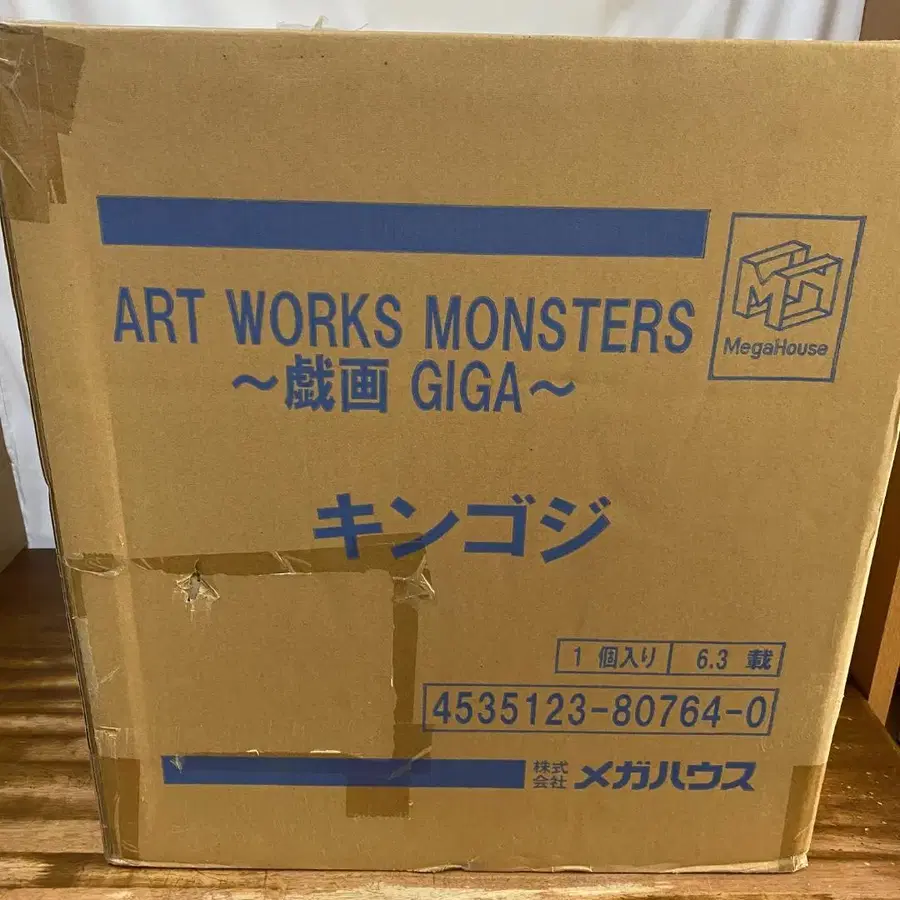 ART WORKS MONSTERS
～戯画 GIGA～
MegaHouse
キンゴジ
1 個入り 6.3 載
4535123-80764-0
株式会社 メガハウス